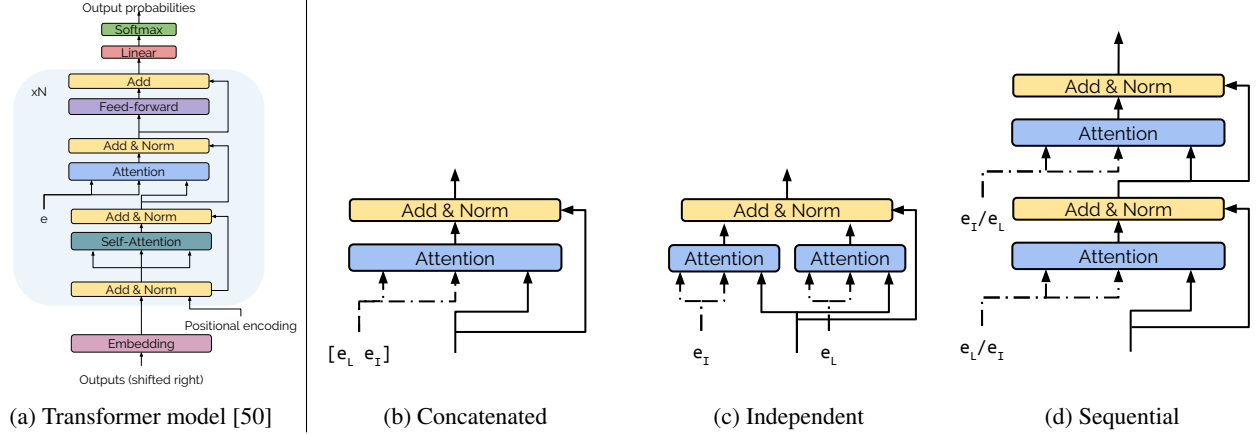 Output probabilities
Softmax
Linear
xN
Add
Feed-forward
Add & Norm
Attention
e
Add & Norm
Self-Attention
Add & Norm
Positional encoding
Embedding
Outputs (shifted right)
(a) Transformer model [50]
Add & Norm
Attention
[e_L e_I]
(b) Concatenated
Add & Norm
Attention
Attention
e_I
e_L
(c) Independent
Add & Norm
Attention
e_I/e_L
Add & Norm
Attention
e_L/e_I
(d) Sequential